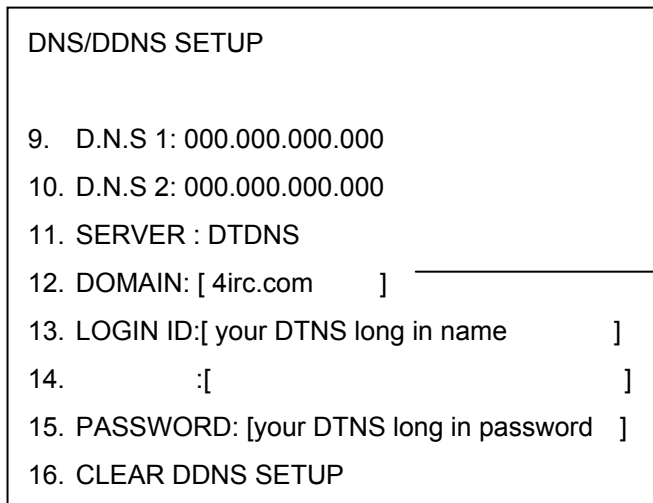 DNS/DDNS SETUP
9. D.N.S 1: 000.000.000.000
10. D.N.S 2: 000.000.000.000
11. SERVER : DTDNS
12. DOMAIN: [ 4irc.com ]
13. LOGIN ID:[ your DTNS long in name ]
14. :[ ]
15. PASSWORD: [your DTNS long in password ]
16. CLEAR DDNS SETUP